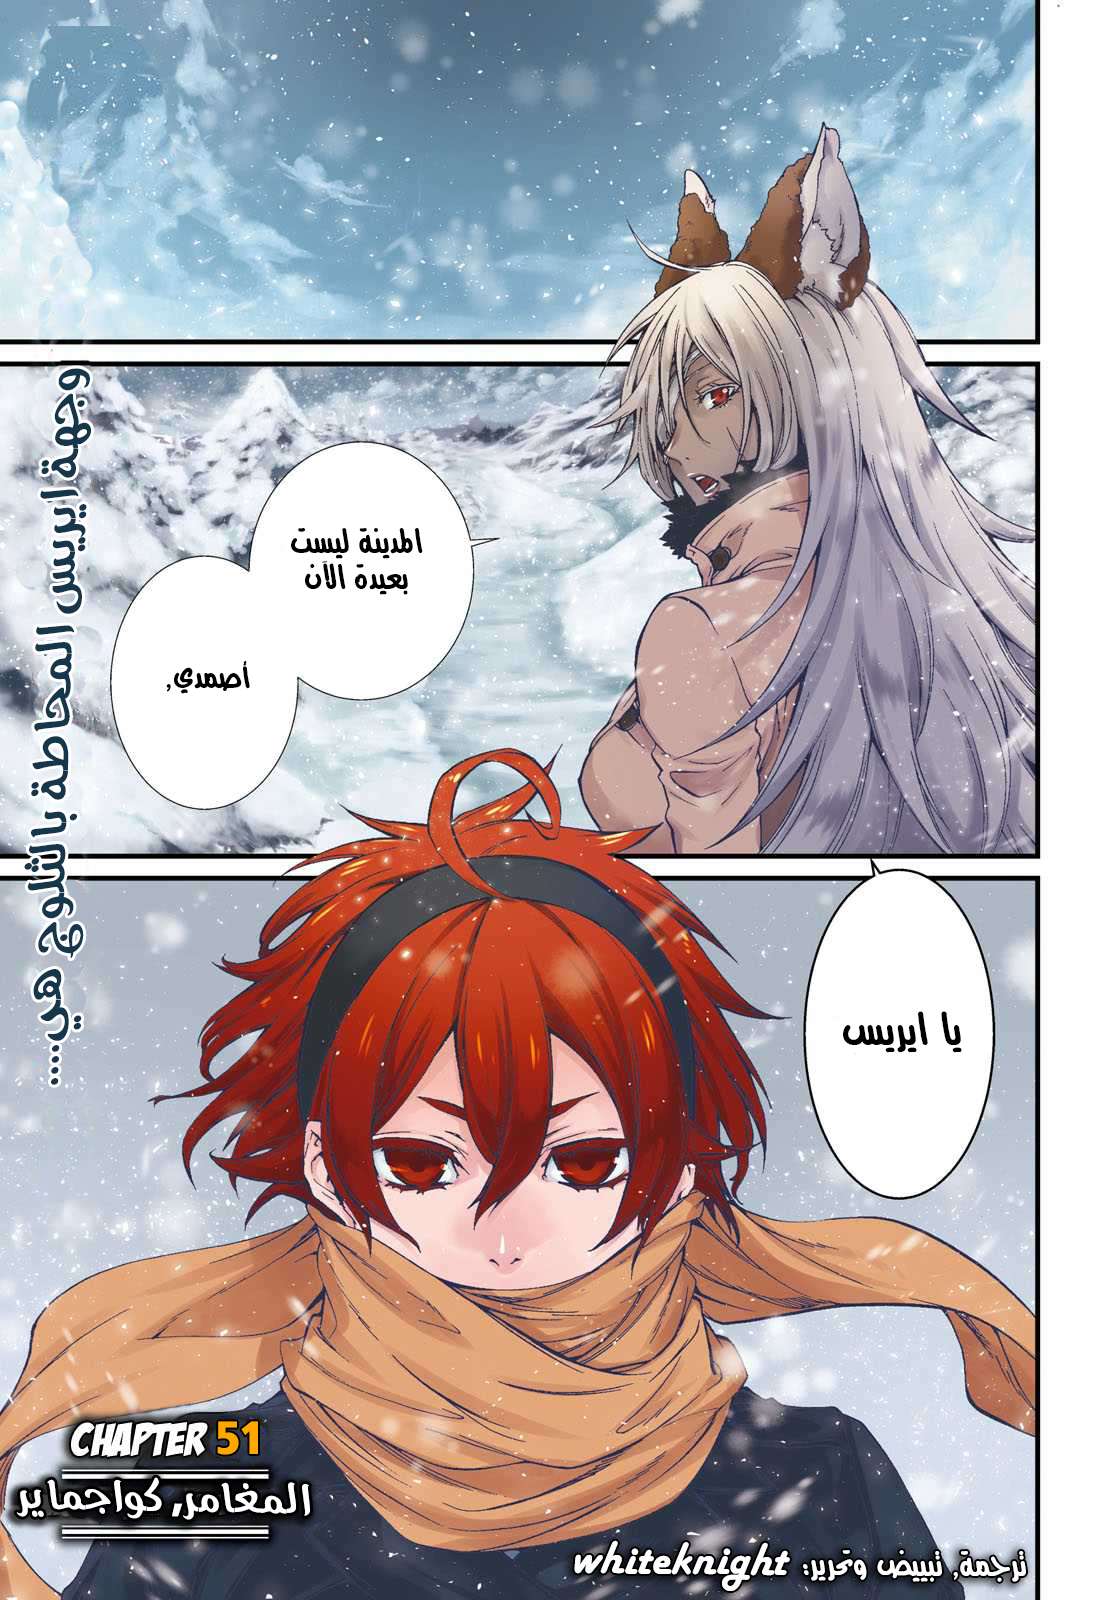 المدينة ليست
بعيدة الآن
أصمدي,
يا ايريس
وجهة ايريس المحاطة بالثلوج هي....
CHAPTER 51
المغامر, كواجماير
ترجمة, تبييض وتحرير: whiteknight